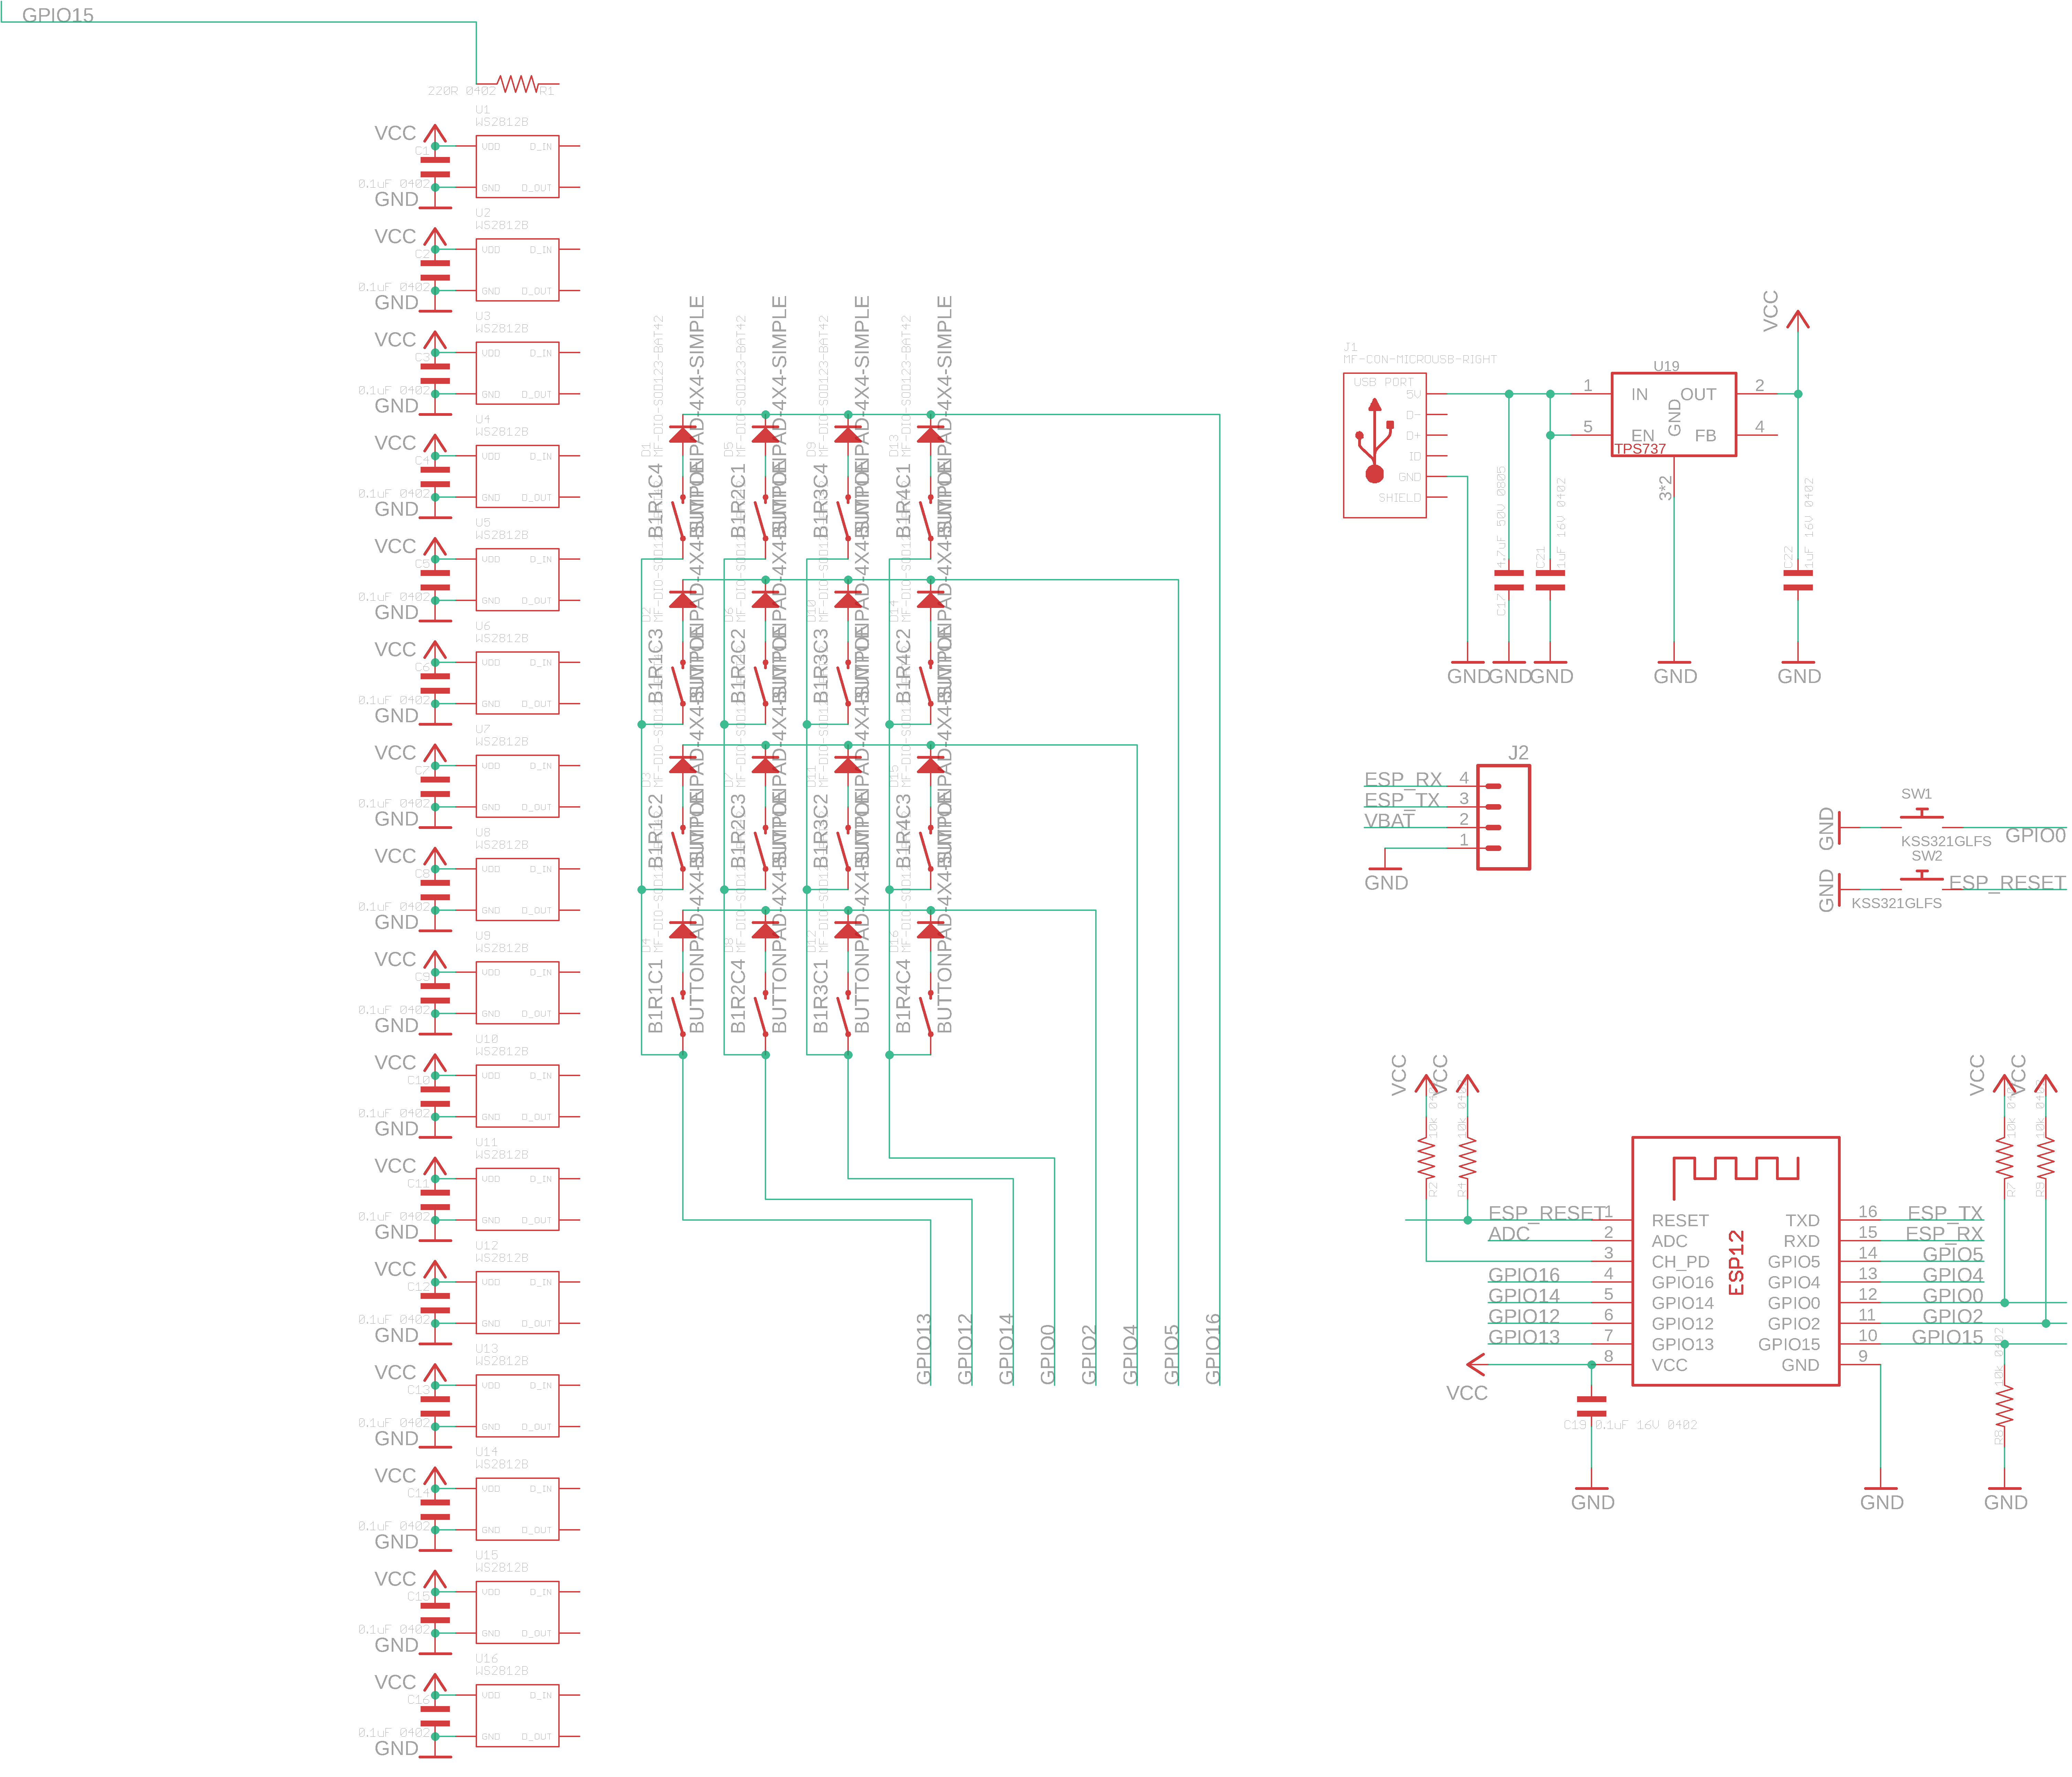 GPIO15
220R 0402 R1
U1
WS2812B
VCC
C1
VDD D_IN
0.1uF 0402
GND D_OUT
GND
U2
WS2812B
VCC
C2
VDD D_IN
0.1uF 0402
GND D_OUT
GND
U3
WS2812B
VCC
C3
VDD D_IN
0.1uF 0402
GND D_OUT
GND
U4
WS2812B
VCC
C4
VDD D_IN
0.1uF 0402
GND D_OUT
GND
U5
WS2812B
VCC
C5
VDD D_IN
0.1uF 0402
GND D_OUT
GND
U6
WS2812B
VCC
C6
VDD D_IN
0.1uF 0402
GND D_OUT
GND
U7
WS2812B
VCC
C7
VDD D_IN
0.1uF 0402
GND D_OUT
GND
U8
WS2812B
VCC
C8
VDD D_IN
0.1uF 0402
GND D_OUT
GND
U9
WS2812B
VCC
C9
VDD D_IN
0.1uF 0402
GND D_OUT
GND
U10
WS2812B
VCC
C10
VDD D_IN
0.1uF 0402
GND D_OUT
GND
U11
WS2812B
VCC
C11
VDD D_IN
0.1uF 0402
GND D_OUT
GND
U12
WS2812B
VCC
C12
VDD D_IN
0.1uF 0402
GND D_OUT
GND
U13
WS2812B
VCC
C13
VDD D_IN
0.1uF 0402
GND D_OUT
GND
U14
WS2812B
VCC
C14
VDD D_IN
0.1uF 0402
GND D_OUT
GND
U15
WS2812B
VCC
C15
VDD D_IN
0.1uF 0402
GND D_OUT
GND
U16
WS2812B
VCC
C16
VDD D_IN
0.1uF 0402
GND D_OUT
GND
D1
MF-DIO-SOD123-BAT42
B1R1C4
BUTTONPAD-4X4-SIMPLE
D5
MF-DIO-SOD123-BAT42
B1R2C1
BUTTONPAD-4X4-SIMPLE
D9
MF-DIO-SOD123-BAT42
B1R3C4
BUTTONPAD-4X4-SIMPLE
D13
MF-DIO-SOD123-BAT42
B1R4C1
BUTTONPAD-4X4-SIMPLE
D2
B1R1C3
BUTTONPAD-4X4-SIMPLE
D6
B1R2C2
BUTTONPAD-4X4-SIMPLE
D10
B1R3C3
BUTTONPAD-4X4-SIMPLE
D14
B1R4C2
BUTTONPAD-4X4-SIMPLE
D3
B1R1C2
BUTTONPAD-4X4-SIMPLE
D7
B1R2C3
BUTTONPAD-4X4-SIMPLE
D11
B1R3C2
BUTTONPAD-4X4-SIMPLE
D15
B1R4C3
BUTTONPAD-4X4-SIMPLE
D4
B1R1C1
BUTTONPAD-4X4-SIMPLE
D8
B1R2C4
BUTTONPAD-4X4-SIMPLE
D12
B1R3C1
BUTTONPAD-4X4-SIMPLE
D16
B1R4C4
BUTTONPAD-4X4-SIMPLE
GPIO13
GPIO12
GPIO14
GPIO0
GPIO2
GPIO4
GPIO5
GPIO16
J1
MF-CON-MICROUSB-RIGHT
USB PORT
5V
D-
D+
ID
GND
SHIELD
C17
4.7uF 50V 0805
C21
1uF 16V 0402
U19
1 IN OUT 2
GND
5 EN FB 4
TPS737
3*2
VCC
C22
1uF 16V 0402
GND GND GND GND GND
J2
ESP_RX 4
ESP_TX 3
VBAT 2
1
GND
SW1
GND
GPIO0
KSS321GLFS
SW2
GND
ESP_RESET
KSS321GLFS
VCC VCC VCC VCC
R2
10k 0402
R4
10k 0402
R7
10k 0402
R9
10k 0402
ESP12
ESP_RESET 1 RESET TXD 16 ESP_TX
ADC 2 ADC RXD 15 ESP_RX
3 CH_PD GPIO5 14 GPIO5
GPIO16 4 GPIO16 GPIO4 13 GPIO4
GPIO14 5 GPIO14 GPIO0 12 GPIO0
GPIO12 6 GPIO12 GPIO2 11 GPIO2
GPIO13 7 GPIO13 GPIO15 10 GPIO15
8 VCC GND 9
VCC
C19 0.1uF 16V 0402
R8
10k 0402
GND GND GND